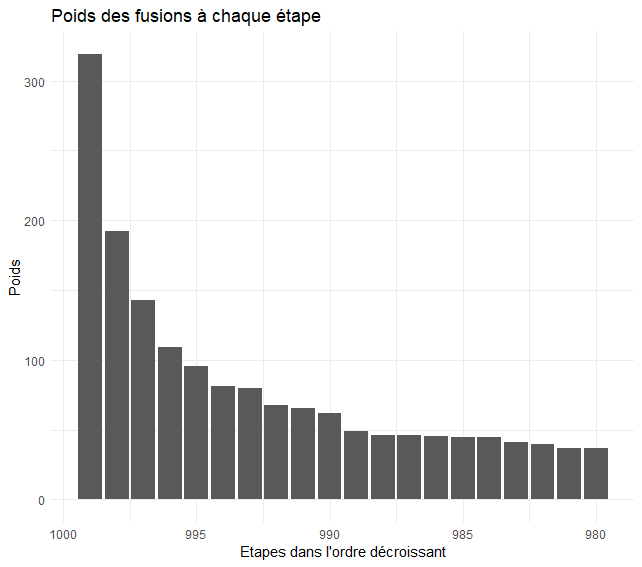 Poids des fusions à chaque étape
300
200
100
0
Poids
1000 995 990 985 980
Etapes dans l'ordre décroissant